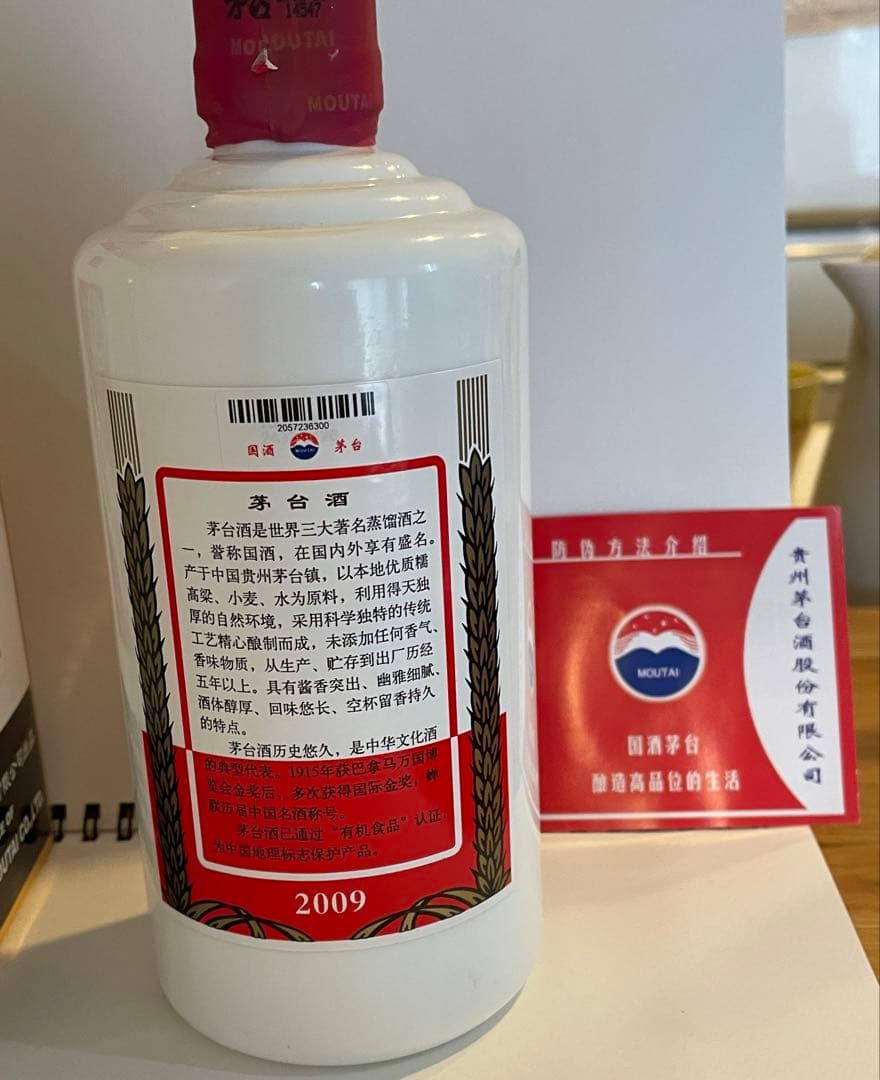 茅台
14547
MOUTAI
MOUTAI
2057236300
国酒 MOUTAI 茅台
茅台酒
茅台酒是世界三大著名蒸馏酒之
一，誉称国酒，在国内外享有盛名。
产于中国贵州茅台镇，以本地优质糯
高粱、小麦、水为原料，利用得天独
厚的自然环境，采用科学独特的传统
工艺精心酿制而成，未添加任何香气、
香味物质，从生产、贮存到出厂历经
五年以上。具有酱香突出、幽雅细腻、
酒体醇厚、回味悠长、空杯留香持久
的特点。
茅台酒历史悠久，是中华文化酒
的典型代表。1915年获巴拿马万国博
览会金奖后，多次获得国际金奖，蝉
联历届中国名酒称号。
茅台酒已通过“有机食品”认证，
为中国地理标志保护产品。
2009
防伪方法介绍
MOUTAI
国酒茅台
酿造高品位的生活
贵州茅台酒股份有限公司